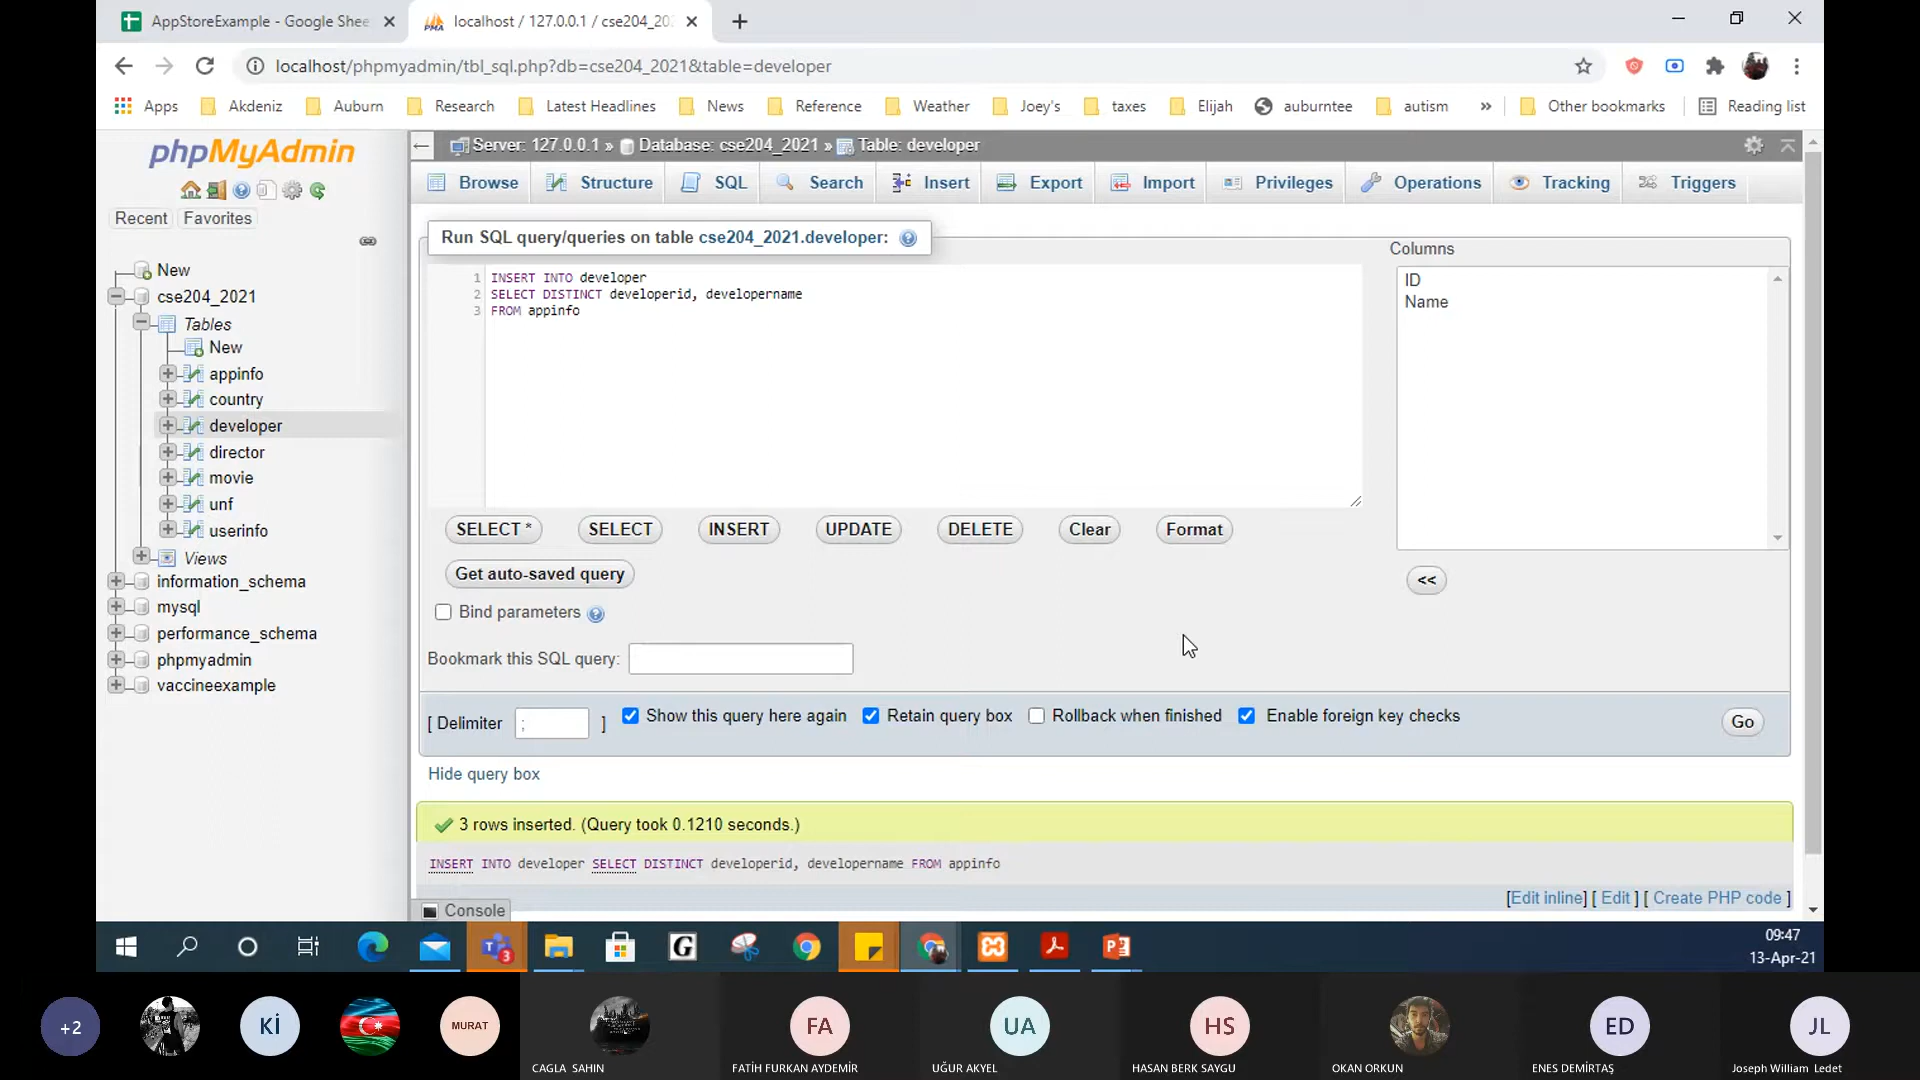 AppStoreExample - Google Shee
localhost / 127.0.0.1 / cse204_20
localhost/phpmyadmin/tbl_sql.php?db=cse204_2021&table=developer
Apps
Akdeniz
Auburn
Research
Latest Headlines
News
Reference
Weather
Joey's
taxes
Elijah
auburntee
autism
»
Other bookmarks
Reading list
phpMyAdmin
Recent
Favorites
New
cse204_2021
Tables
New
appinfo
country
developer
director
movie
unf
userinfo
Views
information_schema
mysql
performance_schema
phpmyadmin
vaccineexample
Server: 127.0.0.1 » Database: cse204_2021 » Table: developer
Browse
Structure
SQL
Search
Insert
Export
Import
Privileges
Operations
Tracking
Triggers
Run SQL query/queries on table cse204_2021.developer:
1 INSERT INTO developer
2 SELECT DISTINCT developerid, developername
3 FROM appinfo
Columns
ID
Name
SELECT *
SELECT
INSERT
UPDATE
DELETE
Clear
Format
<<
Get auto-saved query
Bind parameters
Bookmark this SQL query:
[ Delimiter ; ]
Show this query here again
Retain query box
Rollback when finished
Enable foreign key checks
Go
Hide query box
3 rows inserted. (Query took 0.1210 seconds.)
INSERT INTO developer SELECT DISTINCT developerid, developername FROM appinfo
[Edit inline] [ Edit ] [ Create PHP code ]
Console
3
G
09:47
13-Apr-21
+2
Kİ
MURAT
CAGLA SAHIN
FA
FATİH FURKAN AYDEMİR
UA
UĞUR AKYEL
HS
HASAN BERK SAYGU
OKAN ORKUN
ED
ENES DEMİRTAŞ
JL
Joseph William Ledet